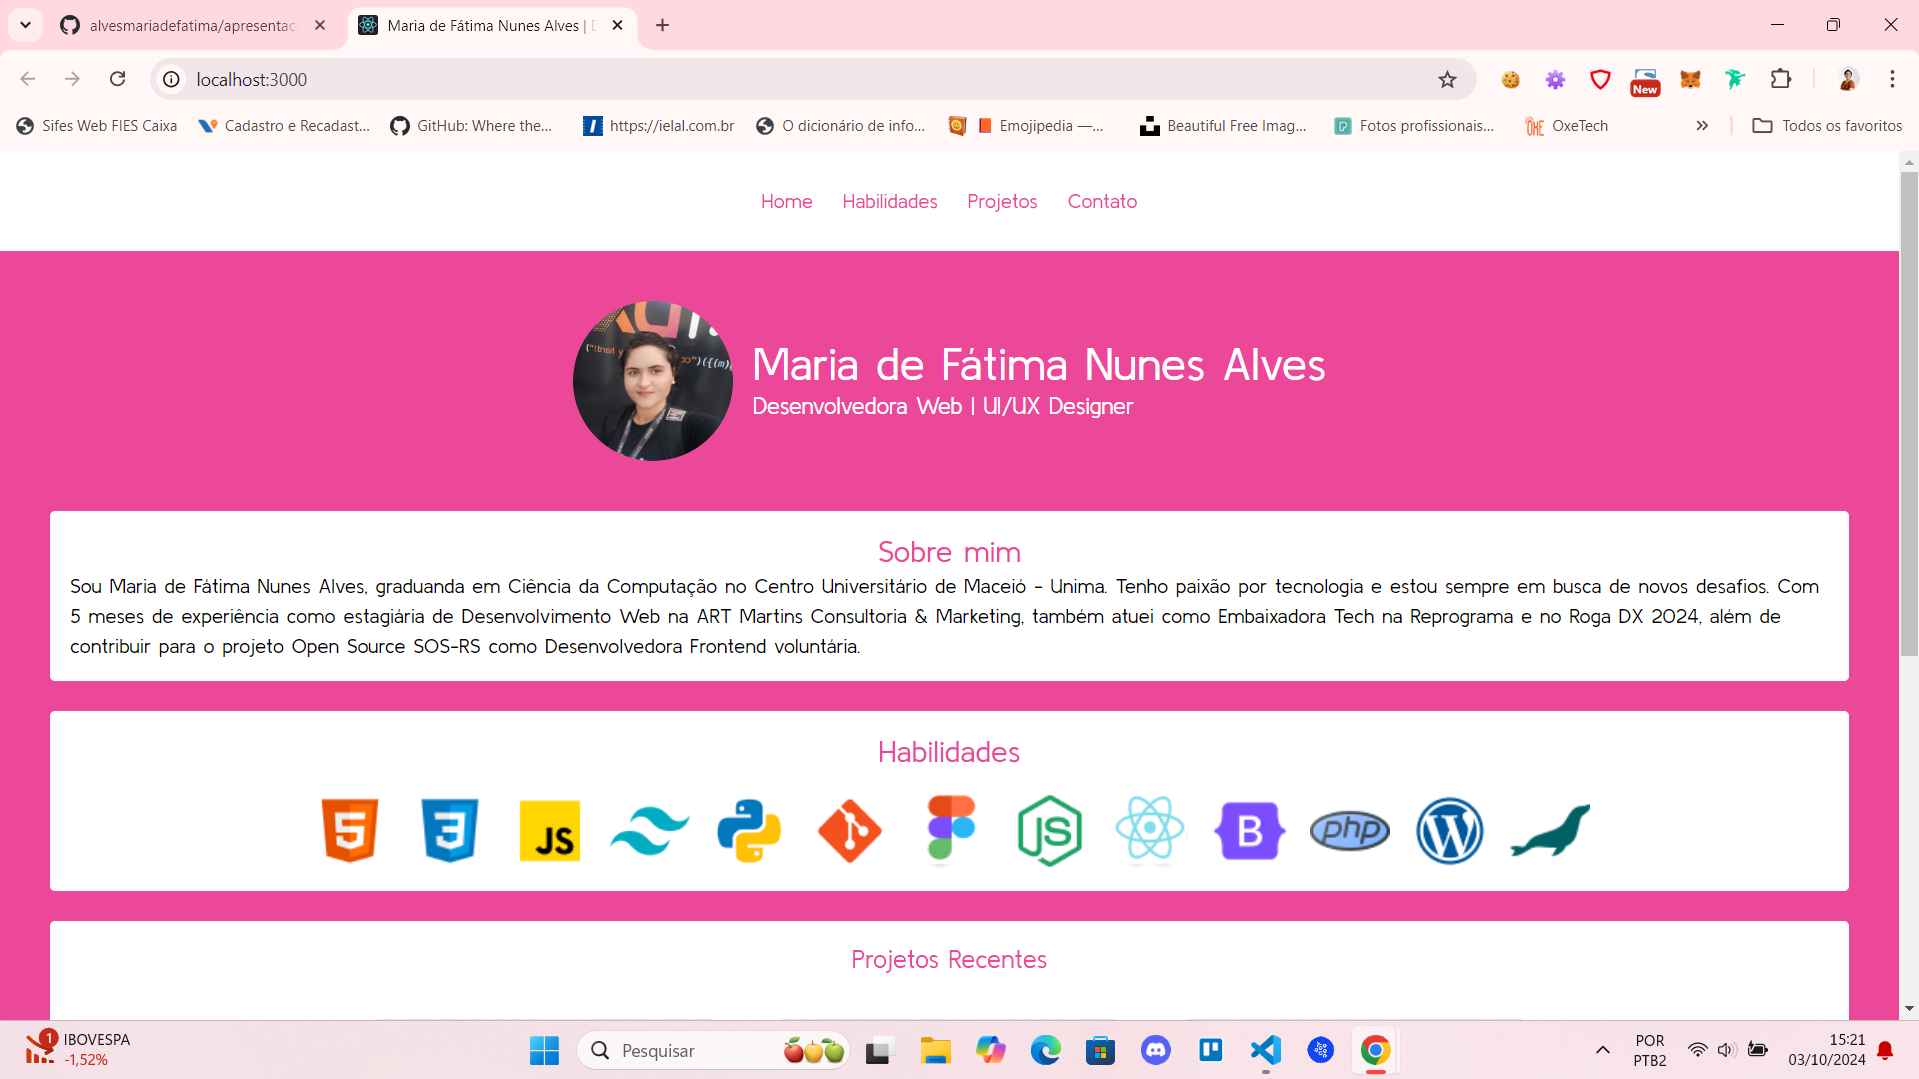 alvesmariadefatima/apresentaca
Maria de Fátima Nunes Alves | D
localhost:3000
New
Sifes Web FIES Caixa
Cadastro e Recadast...
GitHub: Where the...
https://ielal.com.br
O dicionário de info...
Emojipedia —...
Beautiful Free Imag...
Fotos profissionais...
OXE
OxeTech
»
Todos os favoritos
Home
Habilidades
Projetos
Contato
Maria de Fátima Nunes Alves
Desenvolvedora Web | UI/UX Designer
Sobre mim
Sou Maria de Fátima Nunes Alves, graduanda em Ciência da Computação no Centro Universitário de Maceió - Unima. Tenho paixão por tecnologia e estou sempre em busca de novos desafios. Com
5 meses de experiência como estagiária de Desenvolvimento Web na ART Martins Consultoria & Marketing, também atuei como Embaixadora Tech na Reprograma e no Roga DX 2024, além de
contribuir para o projeto Open Source SOS-RS como Desenvolvedora Frontend voluntária.
Habilidades
5
3
JS
JS
B
php
W
Projetos Recentes
1
IBOVESPA
-1,52%
Pesquisar
POR
PTB2
15:21
03/10/2024